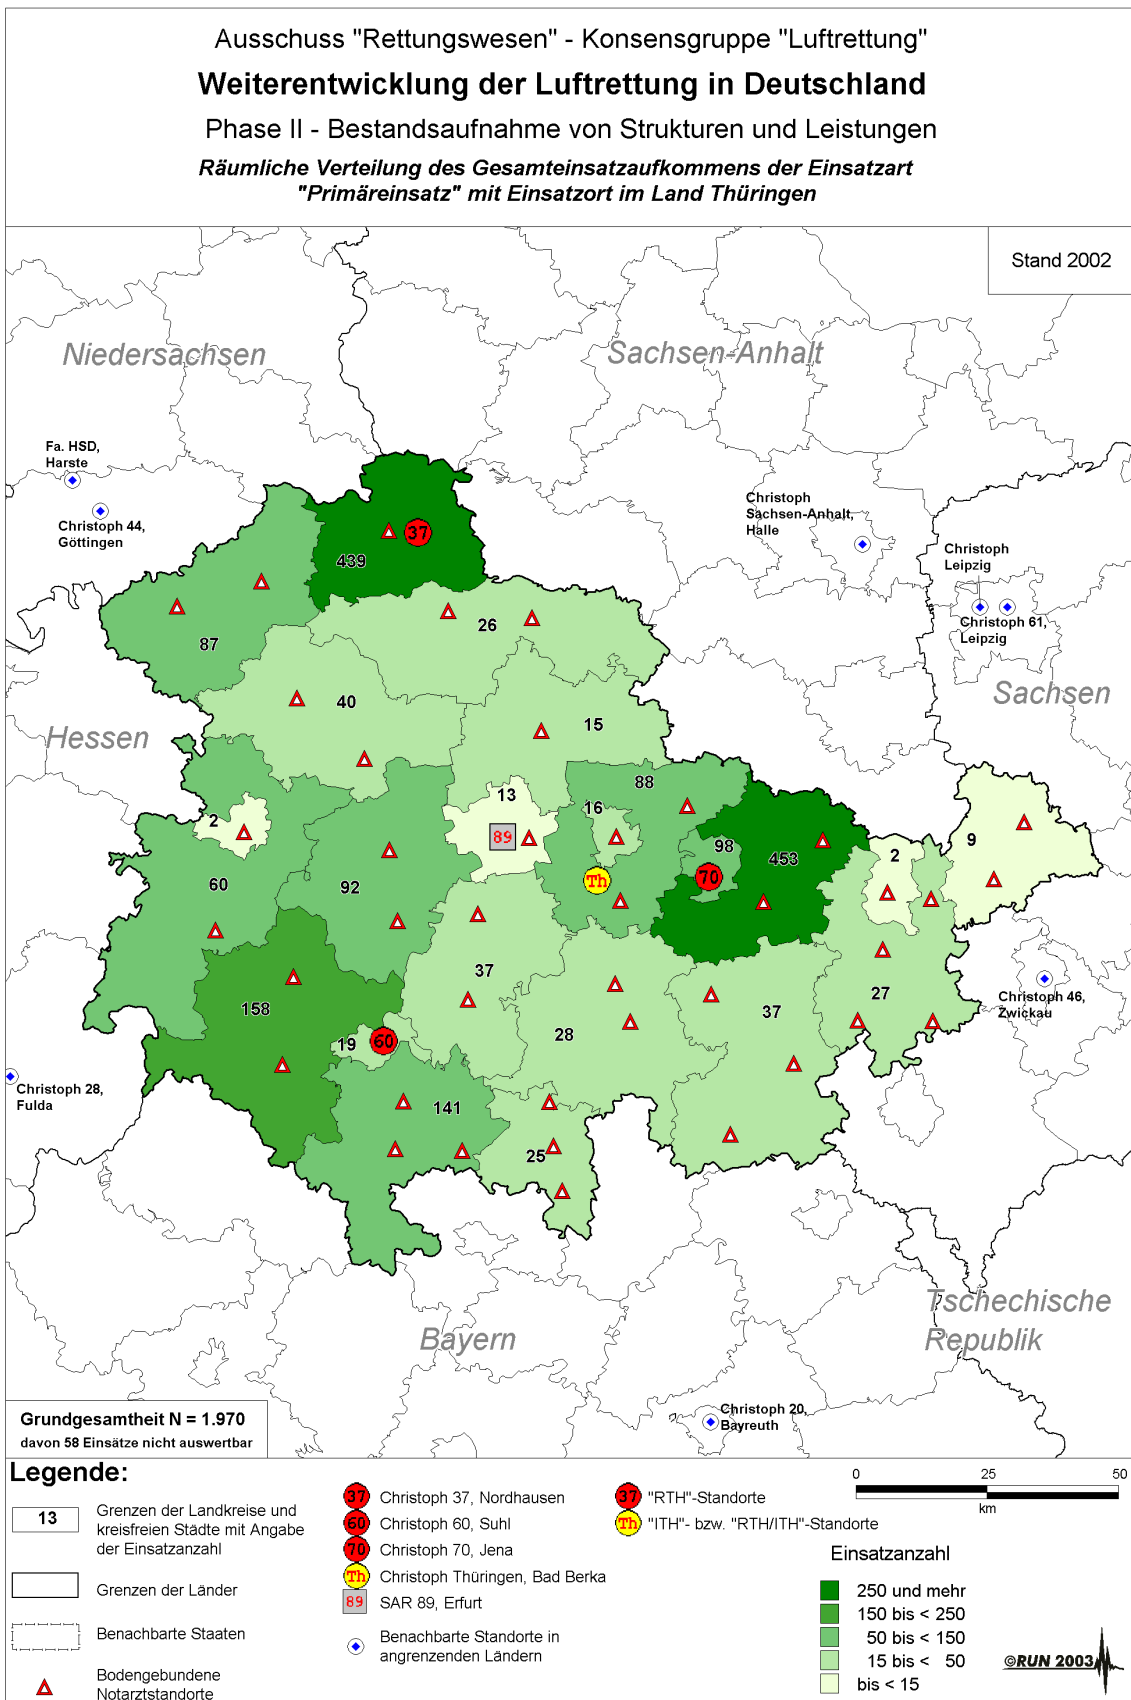 Ausschuss "Rettungswesen" - Konsensgruppe "Luftrettung"
Weiterentwicklung der Luftrettung in Deutschland
Phase II - Bestandsaufnahme von Strukturen und Leistungen
Räumliche Verteilung des Gesamteinsatzaufkommens der Einsatzart
"Primäreinsatz" mit Einsatzort im Land Thüringen
Stand 2002
Niedersachsen
Sachsen-Anhalt
Fa. HSD,
Harste
Christoph 44,
Göttingen
Christoph
Sachsen-Anhalt,
Halle
Christoph
Leipzig
Christoph 61,
Leipzig
Sachsen
Hessen
37
439
87
26
40
15
13
88
16
2
89
98
453
2
9
60
92
Th
70
37
158
19
60
28
37
27
141
25
Christoph 46,
Zwickau
Christoph 28,
Fulda
Bayern
Tschechische
Republik
Christoph 20,
Bayreuth
Grundgesamtheit N = 1.970
davon 58 Einsätze nicht auswertbar
Legende:
13
Grenzen der Landkreise und
kreisfreien Städte mit Angabe
der Einsatzanzahl
Grenzen der Länder
Benachbarte Staaten
Bodengebundene
Notarztstandorte
37 Christoph 37, Nordhausen
60 Christoph 60, Suhl
70 Christoph 70, Jena
Th Christoph Thüringen, Bad Berka
89 SAR 89, Erfurt
Benachbarte Standorte in
angrenzenden Ländern
37 "RTH"-Standorte
Th "ITH"- bzw. "RTH/ITH"-Standorte
0 25 50
km
Einsatzanzahl
250 und mehr
150 bis < 250
50 bis < 150
15 bis < 50
bis < 15
©RUN 2003